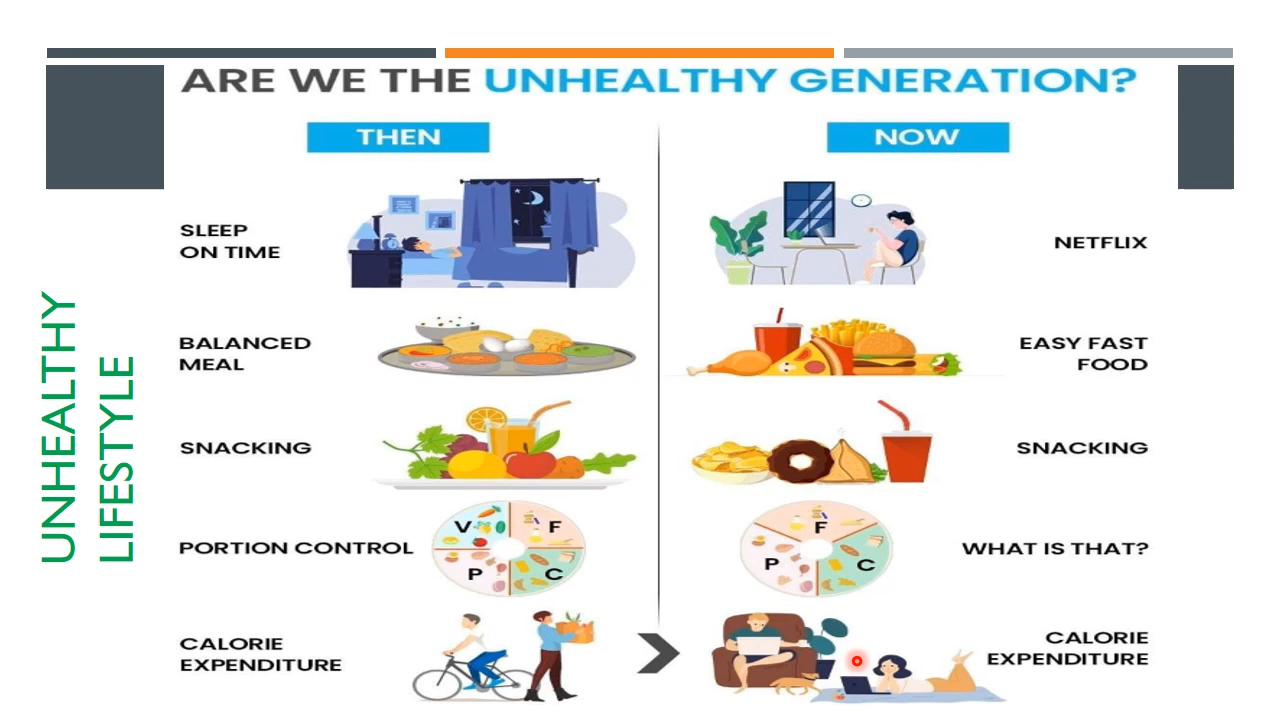 ARE WE THE UNHEALTHY GENERATION?
UNHEALTHY
LIFESTYLE
THEN
NOW
SLEEP
ON TIME
NETFLIX
BALANCED
MEAL
EASY FAST
FOOD
SNACKING
SNACKING
PORTION CONTROL
V
F
P
C
F
P
C
WHAT IS THAT?
CALORIE
EXPENDITURE
CALORIE
EXPENDITURE